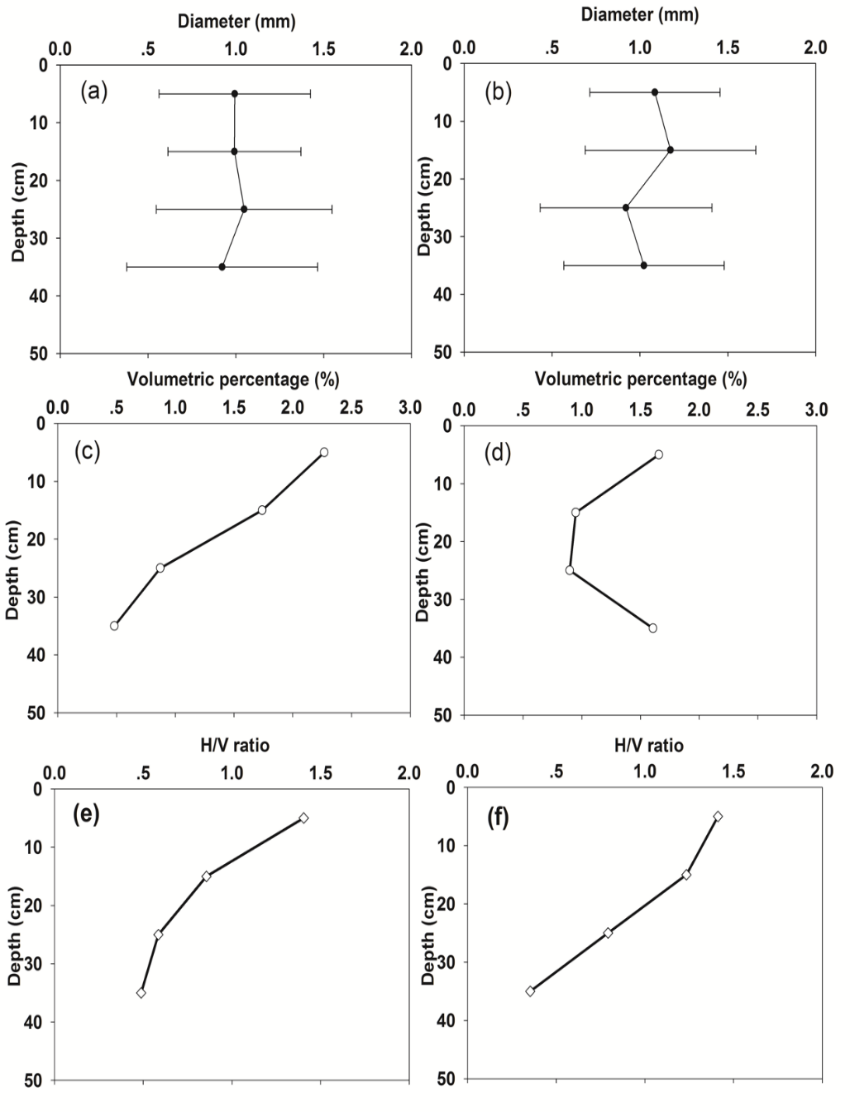 Diameter (mm)
0.0 .5 1.0 1.5 2.0
(a)
0
10
20
30
40
50
Depth (cm)
Diameter (mm)
0.0 .5 1.0 1.5 2.0
(b)
0
10
20
30
40
50
Depth (cm)
Volumetric percentage (%)
0.0 .5 1.0 1.5 2.0 2.5 3.0
(c)
0
10
20
30
40
50
Depth (cm)
Volumetric percentage (%)
0.0 .5 1.0 1.5 2.0 2.5 3.0
(d)
0
10
20
30
40
50
Depth (cm)
H/V ratio
0.0 .5 1.0 1.5 2.0
(e)
0
10
20
30
40
50
Depth (cm)
H/V ratio
0.0 .5 1.0 1.5 2.0
(f)
0
10
20
30
40
50
Depth (cm)